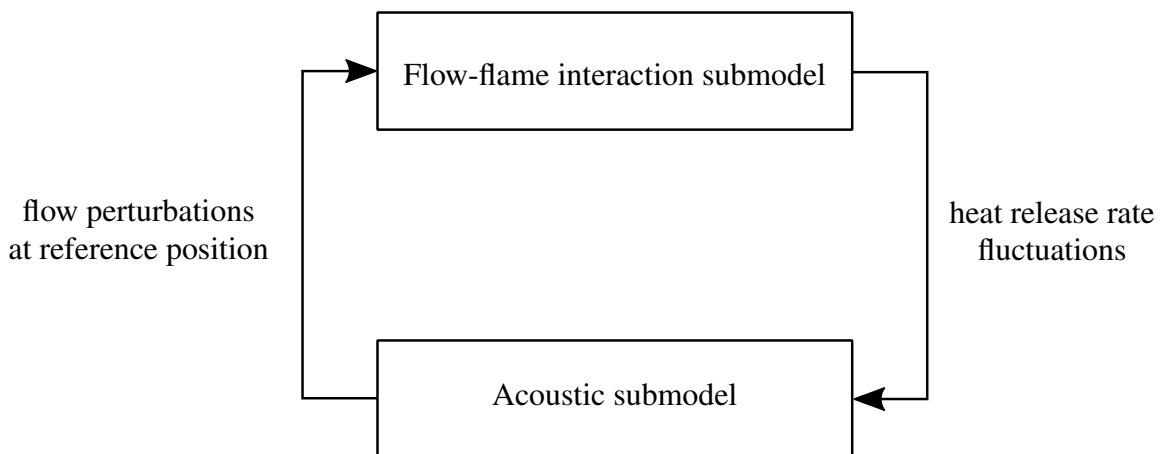 Flow-flame interaction submodel
flow perturbations
at reference position
heat release rate
fluctuations
Acoustic submodel